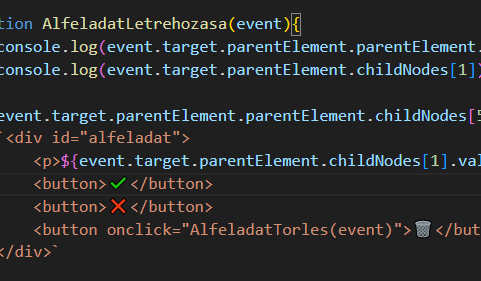 tion AlfeladatLetrehozasa(event){
console.log(event.target.parentElement.parentElement.
console.log(event.target.parentElement.childNodes[1])
event.target.parentElement.parentElement.childNodes[5
`<div id="alfeladat">
<p>${event.target.parentElement.childNodes[1].val
<button>✔</button>
<button>❌</button>
<button onclick="AlfeladatTorles(event)">🗑️</but
</div>`